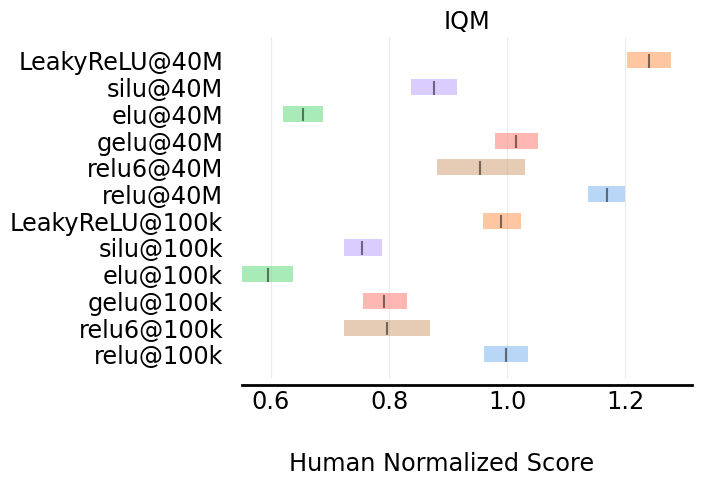 IQM
LeakyReLU@40M
silu@40M
elu@40M
gelu@40M
relu6@40M
relu@40M
LeakyReLU@100k
silu@100k
elu@100k
gelu@100k
relu6@100k
relu@100k
0.6 0.8 1.0 1.2
Human Normalized Score